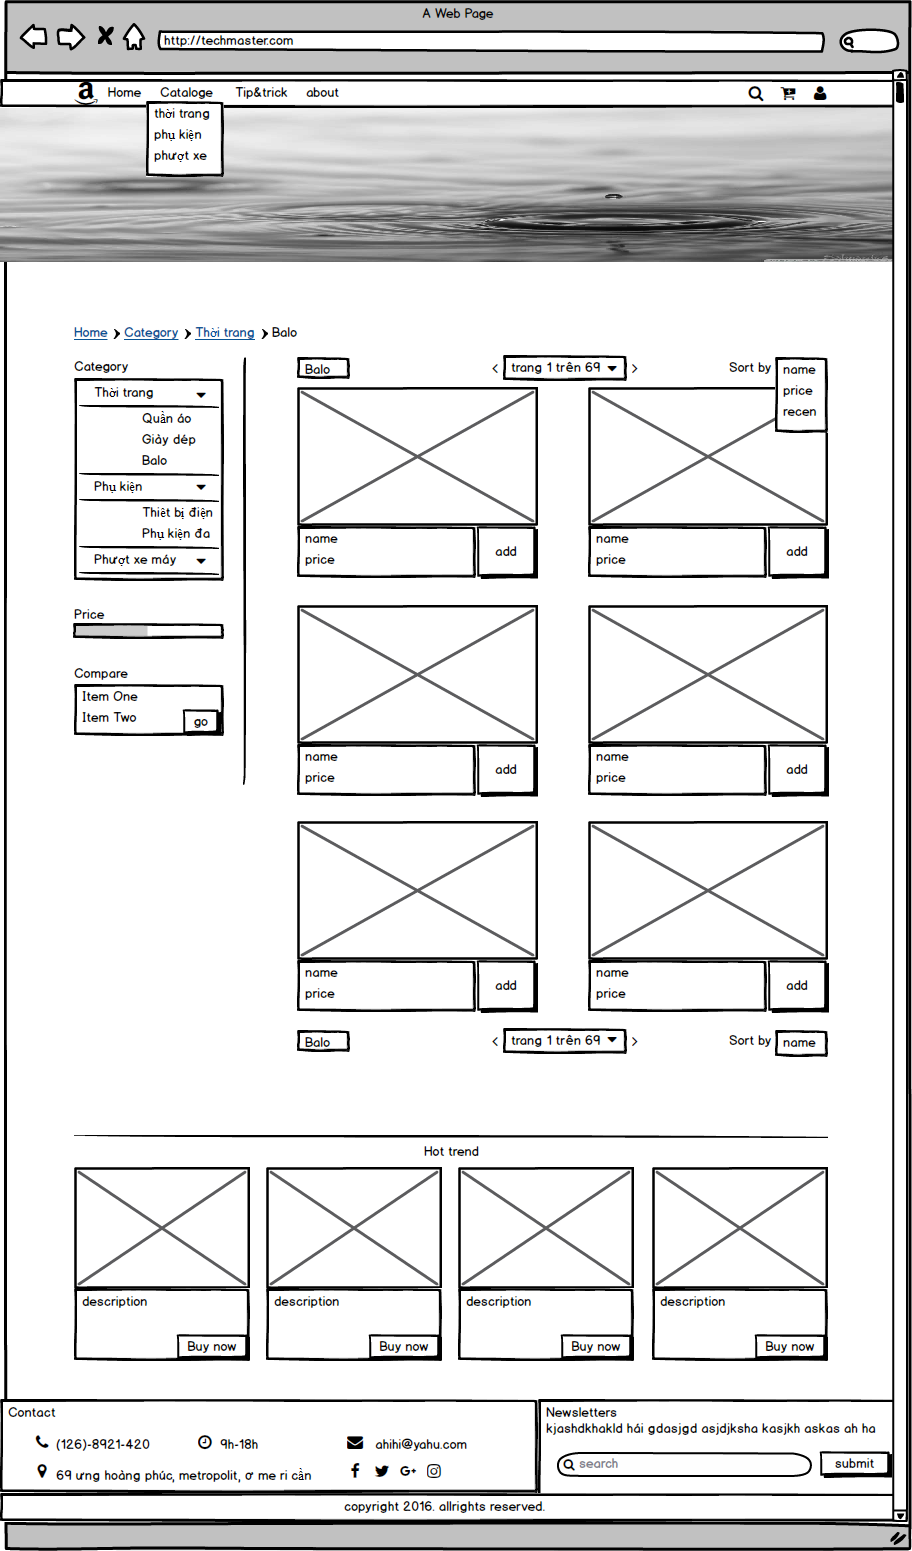 A Web Page
http://techmaster.com
a Home Cataloge Tip&trick about
thời trang
phụ kiện
phượt xe
Home Category Thời trang Balo
Category
Thời trang
Quần áo
Giày dép
Balo
Phụ kiện
Thiết bị điện
Phụ kiện đa
Phượt xe máy
Price
Compare
Item One
Item Two
go
Balo < trang 1 trên 69 > Sort by name
price
recen
name
price
add
name
price
add
name
price
add
name
price
add
name
price
add
name
price
add
Balo < trang 1 trên 69 > Sort by name
Hot trend
description
Buy now
description
Buy now
description
Buy now
description
Buy now
Contact
(126)-8921-420 9h-18h ahihi@yahu.com
69 ưng hoàng phúc, metropolit, ơ me ri cần
Newsletters
kjashdkhakld hái gdasjgd asjdjksha kasjkh askas ah ha
search submit
copyright 2016. allrights reserved.